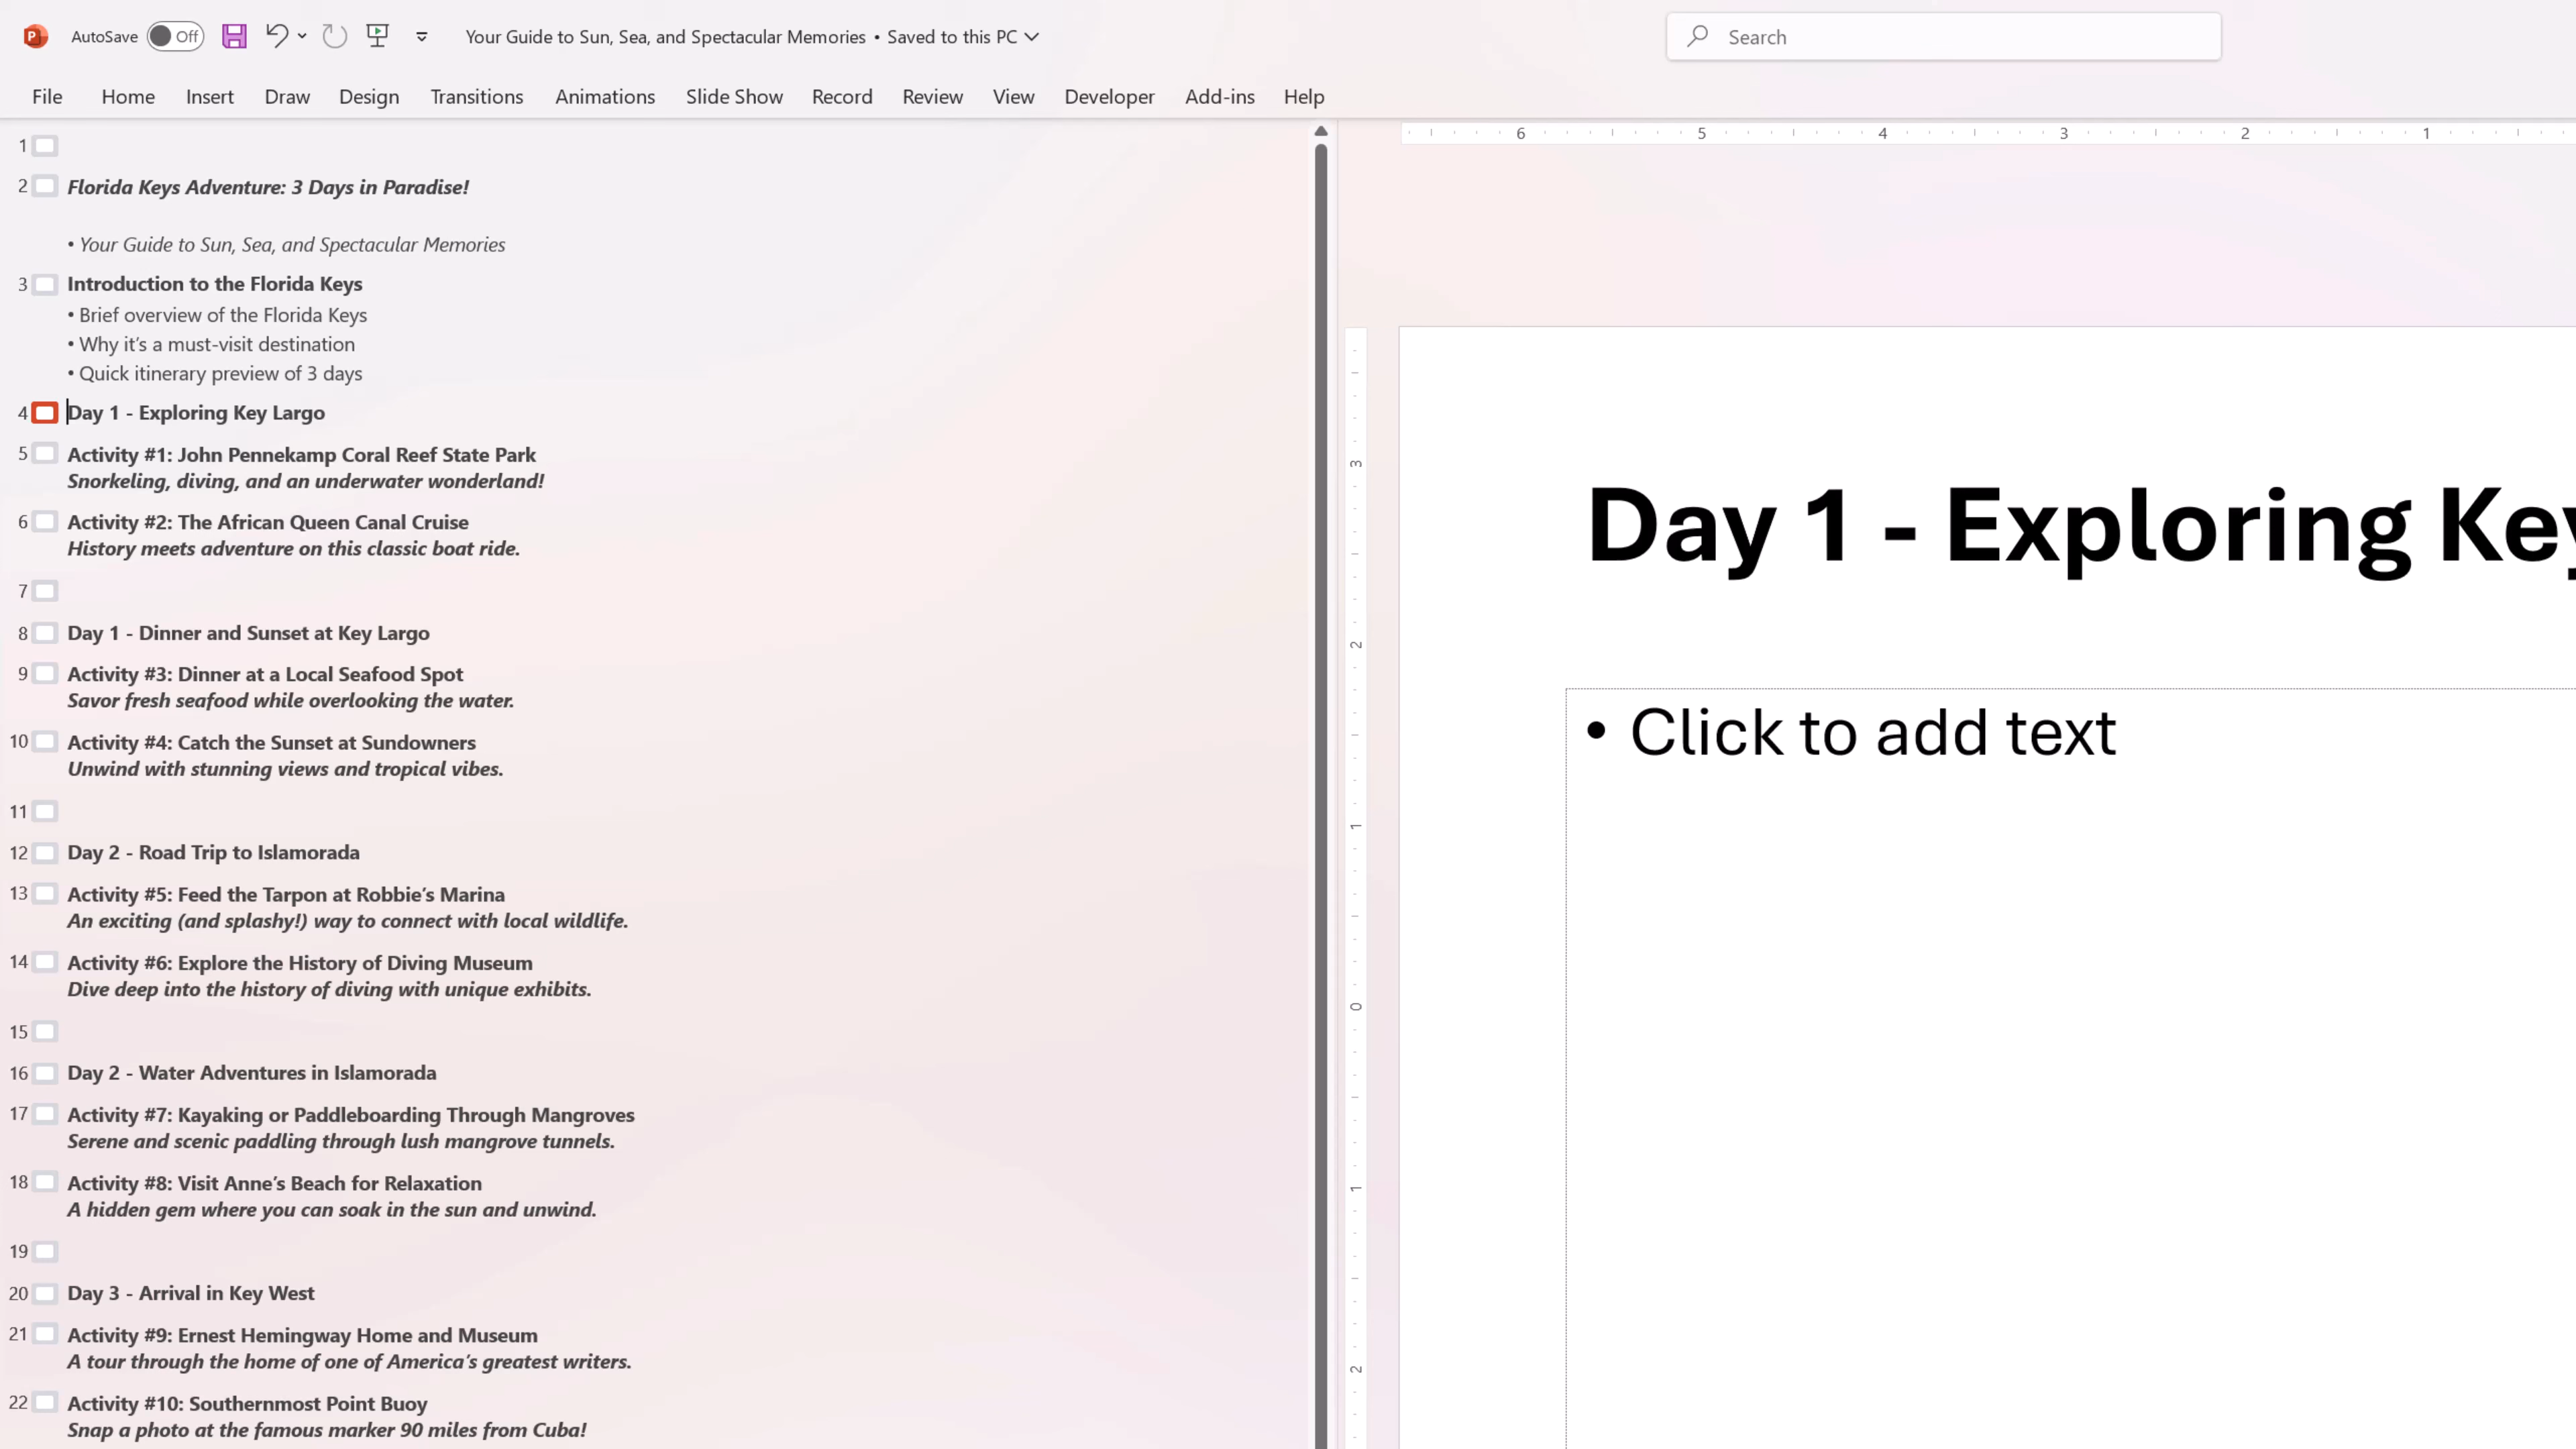 AutoSave Off Your Guide to Sun, Sea, and Spectacular Memories • Saved to this PC Search
File Home Insert Draw Design Transitions Animations Slide Show Record Review View Developer Add-ins Help
6 5 4 3 2 1
1
2 Florida Keys Adventure: 3 Days in Paradise!
• Your Guide to Sun, Sea, and Spectacular Memories
3 Introduction to the Florida Keys
• Brief overview of the Florida Keys
• Why it’s a must-visit destination
• Quick itinerary preview of 3 days
4 Day 1 - Exploring Key Largo
5 Activity #1: John Pennekamp Coral Reef State Park
Snorkeling, diving, and an underwater wonderland!
6 Activity #2: The African Queen Canal Cruise
History meets adventure on this classic boat ride.
7
8 Day 1 - Dinner and Sunset at Key Largo
9 Activity #3: Dinner at a Local Seafood Spot
Savor fresh seafood while overlooking the water.
10 Activity #4: Catch the Sunset at Sundowners
Unwind with stunning views and tropical vibes.
11
12 Day 2 - Road Trip to Islamorada
13 Activity #5: Feed the Tarpon at Robbie’s Marina
An exciting (and splashy!) way to connect with local wildlife.
14 Activity #6: Explore the History of Diving Museum
Dive deep into the history of diving with unique exhibits.
15
16 Day 2 - Water Adventures in Islamorada
17 Activity #7: Kayaking or Paddleboarding Through Mangroves
Serene and scenic paddling through lush mangrove tunnels.
18 Activity #8: Visit Anne’s Beach for Relaxation
A hidden gem where you can soak in the sun and unwind.
19
20 Day 3 - Arrival in Key West
21 Activity #9: Ernest Hemingway Home and Museum
A tour through the home of one of America’s greatest writers.
22 Activity #10: Southernmost Point Buoy
Snap a photo at the famous marker 90 miles from Cuba!
3
2
1
0
1
2
Day 1 - Exploring Key
• Click to add text